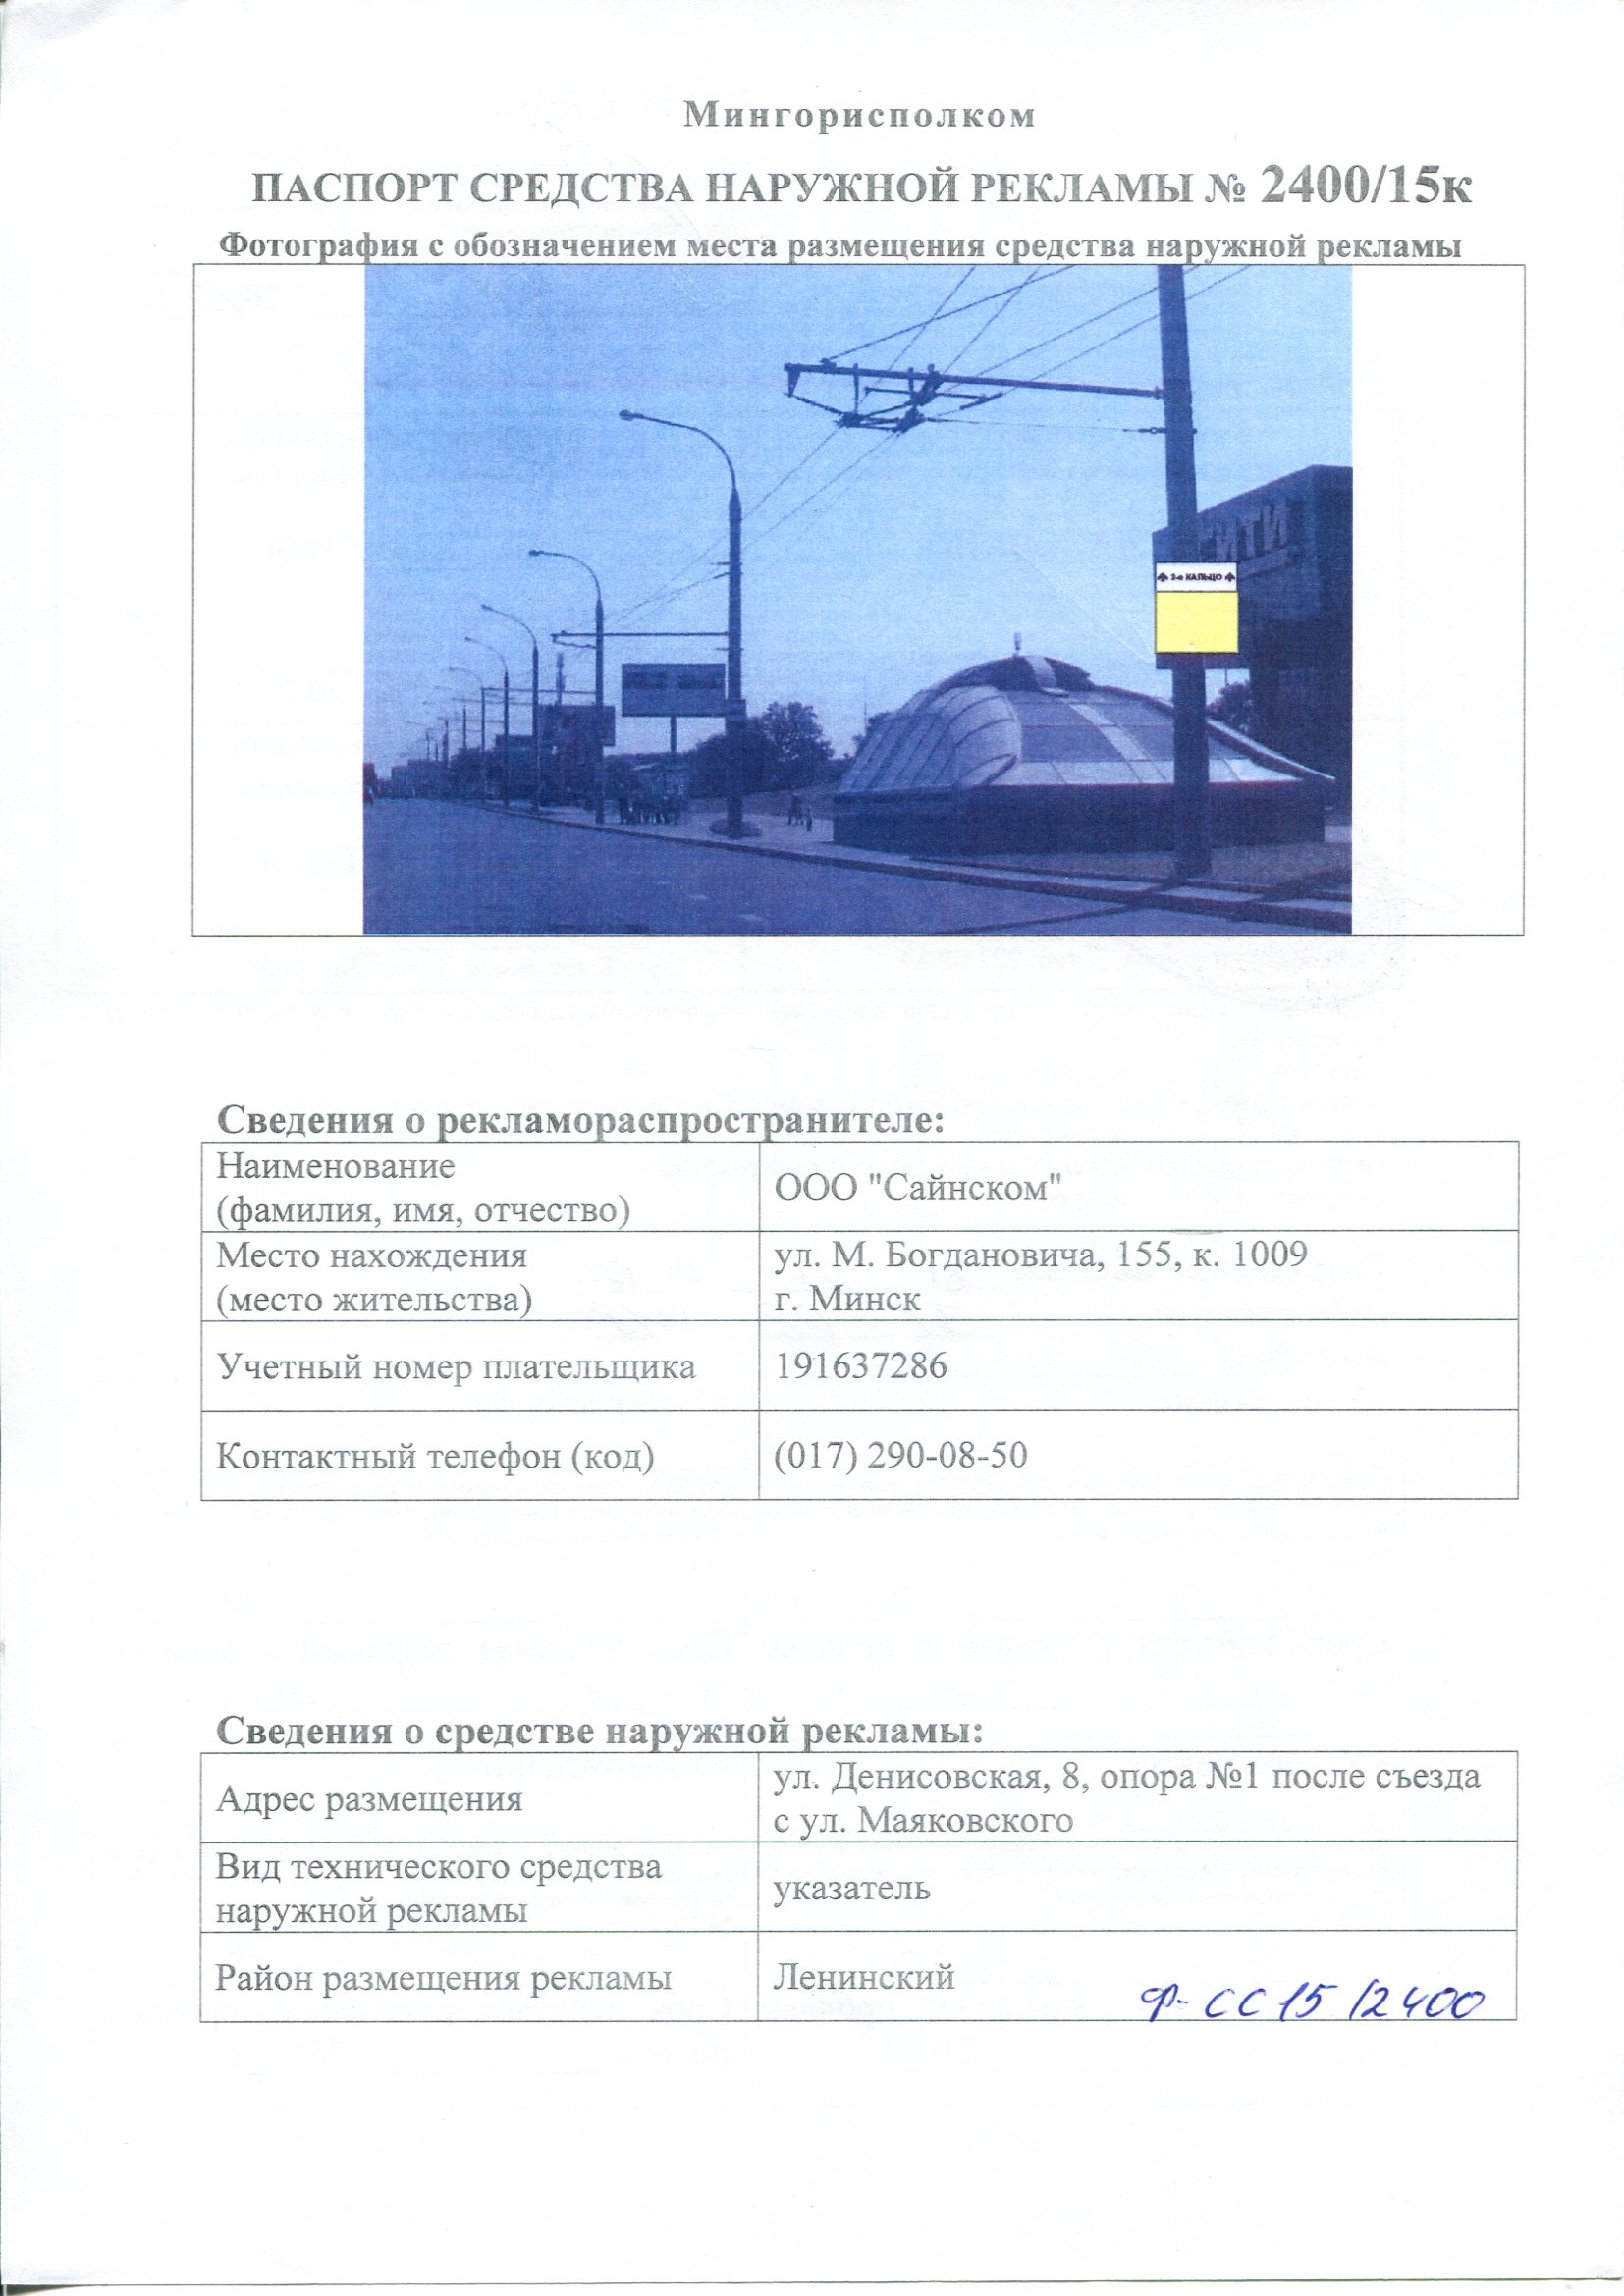 Мингорисполком
ПАСПОРТ СРЕДСТВА НАРУЖНОЙ РЕКЛАМЫ № 2400/15к
Фотография с обозначением места размещения средства наружной рекламы
СИТИ
2-е КАЛЬЦО
Сведения о рекламораспространителе:
Наименование
(фамилия, имя, отчество)
ООО "Сайнском"
Место нахождения
(место жительства)
ул. М. Богдановича, 155, к. 1009
г. Минск
Учетный номер плательщика
191637286
Контактный телефон (код)
(017) 290-08-50
Сведения о средстве наружной рекламы:
Адрес размещения
ул. Денисовская, 8, опора №1 после съезда
с ул. Маяковского
Вид технического средства
наружной рекламы
указатель
Район размещения рекламы
Ленинский
Ф- СС 15 /2400